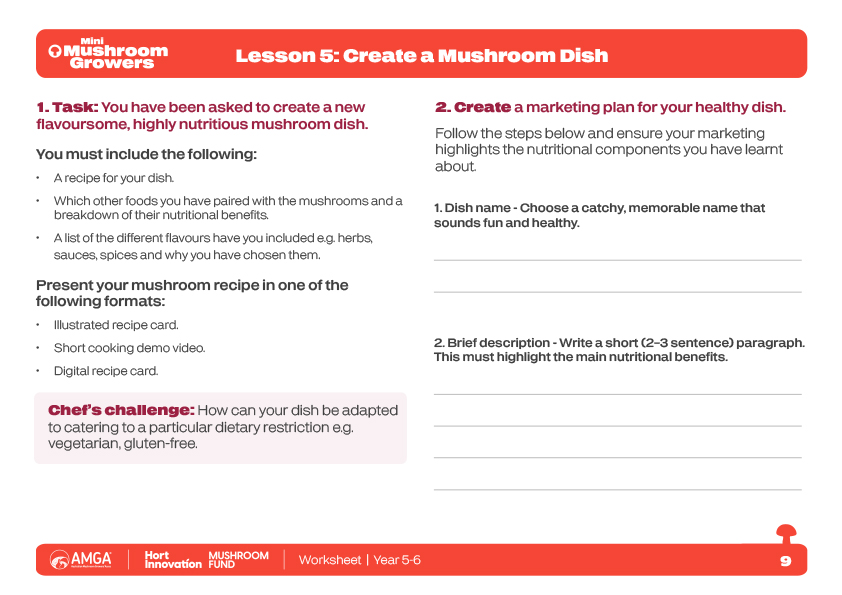 Mini
Mushroom
Growers
Lesson 5: Create a Mushroom Dish
1. Task: You have been asked to create a new
flavoursome, highly nutritious mushroom dish.
You must include the following:
• A recipe for your dish.
• Which other foods you have paired with the mushrooms and a
breakdown of their nutritional benefits.
• A list of the different flavours have you included e.g. herbs,
sauces, spices and why you have chosen them.
Present your mushroom recipe in one of the
following formats:
• Illustrated recipe card.
• Short cooking demo video.
• Digital recipe card.
Chef's challenge: How can your dish be adapted
to catering to a particular dietary restriction e.g.
vegetarian, gluten-free.
2. Create a marketing plan for your healthy dish.
Follow the steps below and ensure your marketing
highlights the nutritional components you have learnt
about.
1. Dish name - Choose a catchy, memorable name that
sounds fun and healthy.
2. Brief description - Write a short (2–3 sentence) paragraph.
This must highlight the main nutritional benefits.
AMGA
Hort
Innovation
MUSHROOM
FUND
Worksheet | Year 5-6
9